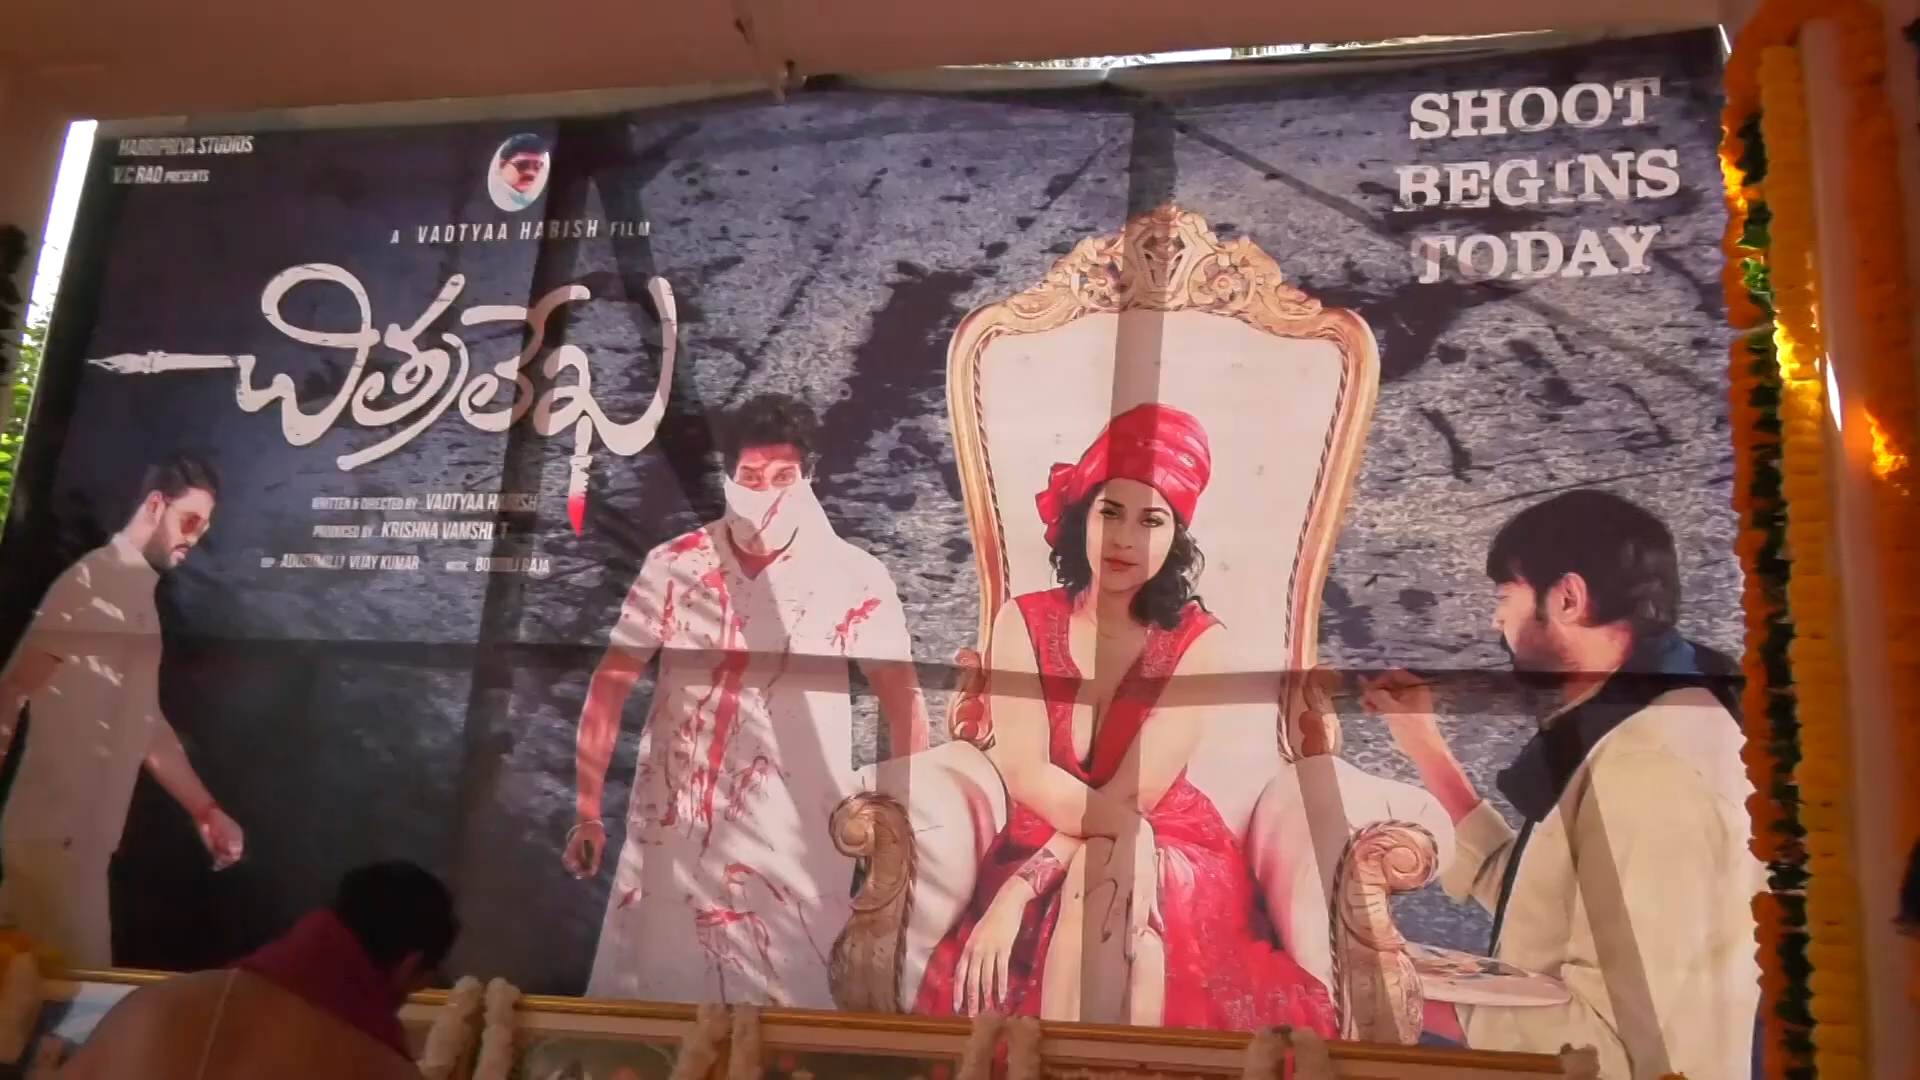 HARRIPRIYA STUDIOS
V.C RAO PRESENTS
SHOOT
BEGINS
TODAY
A VADTYAA HARISH FILM
చిత్రలేఖ
WRITTEN & DIRECTED BY : VADTYAA HARISH
PRODUCED BY : KRISHNA VAMSHI T
DOP : ADUSUMILLI VIJAY KUMAR MUSIC : BOBBILI RAJA